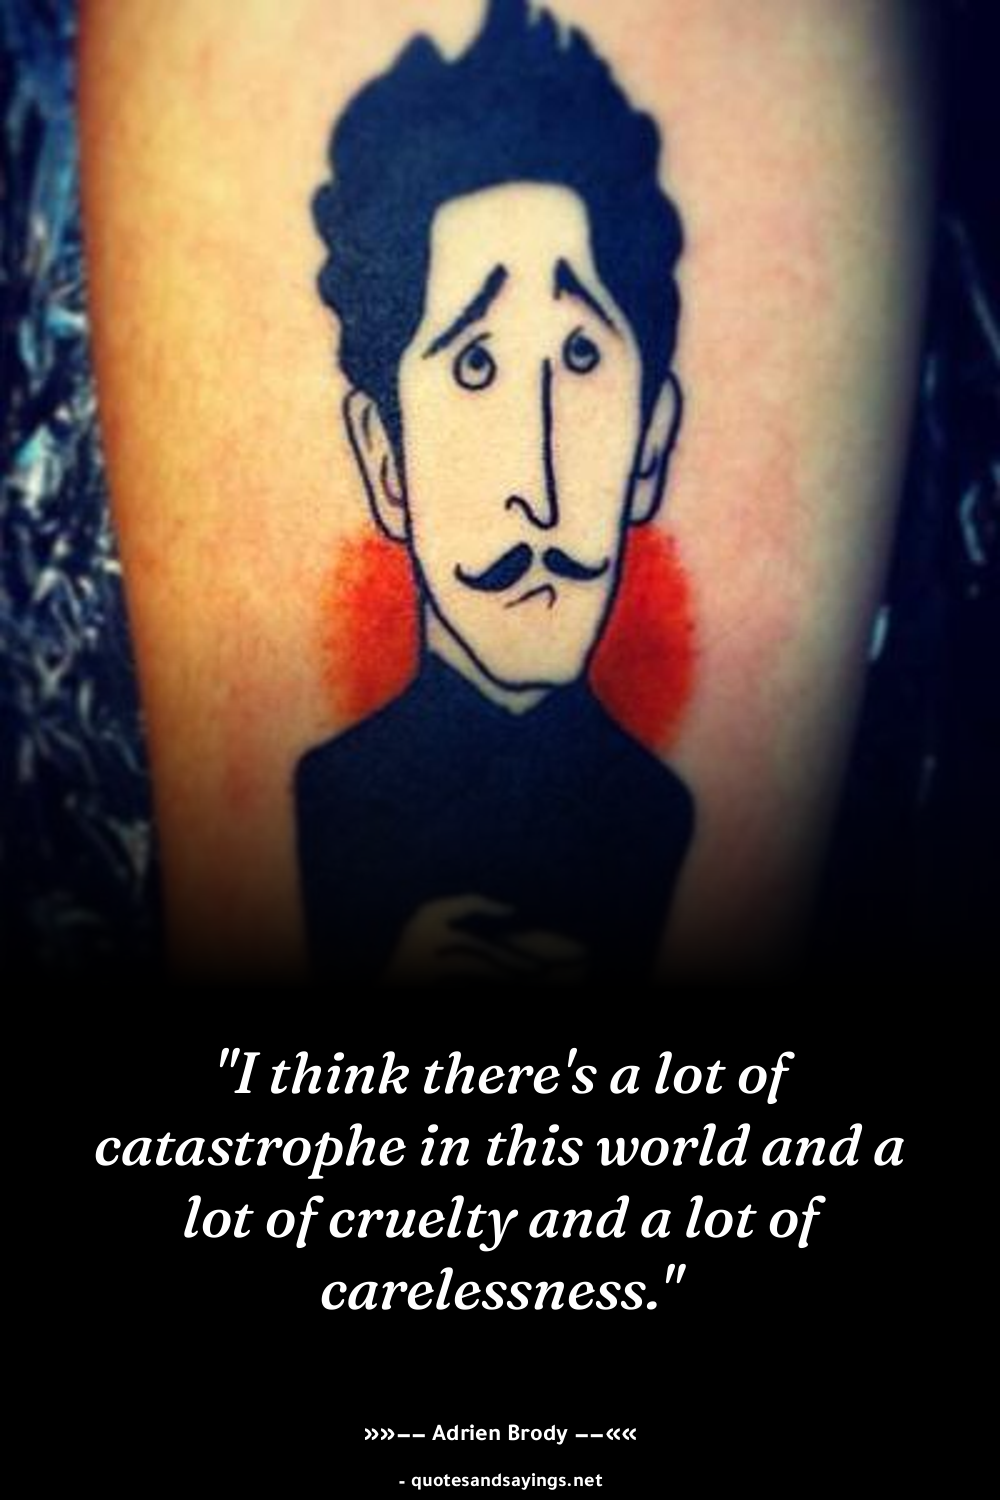 "I think there's a lot of
catastrophe in this world and a
lot of cruelty and a lot of
carelessness."
»»–– Adrien Brody ––««
- quotesandsayings.net